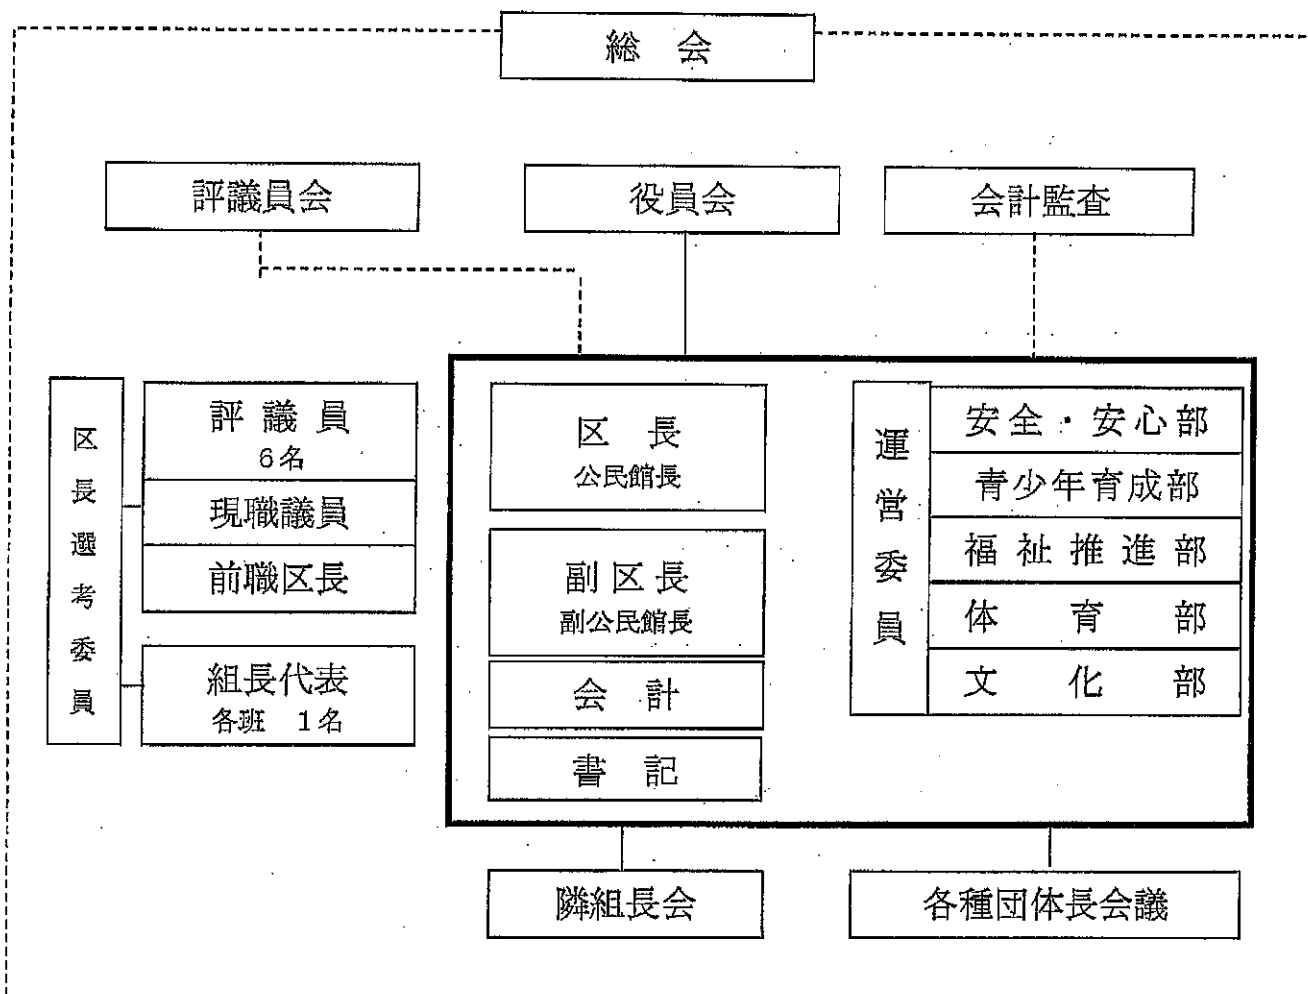 総 会
評議員会
役員会
会計監査
区長選考委員
評 議 員
6名
現職議員
前職区長
組長代表
各班 1名
区 長
公民館長
副区長
副公民館長
会 計
書 記
運営委員
安全・安心部
青少年育成部
福祉推進部
体 育 部
文 化 部
隣組長会
各種団体長会議